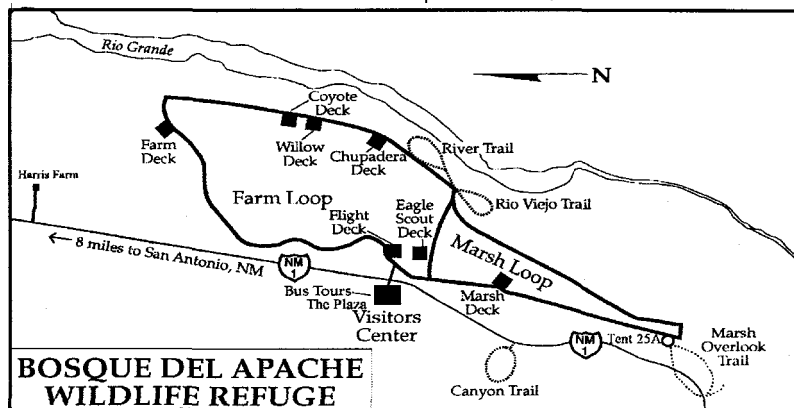 Rio Grande
N
Coyote
Deck
River Trail
Farm
Deck
Willow
Deck
Chupadera
Deck
Harris Farm
Rio Viejo Trail
Farm Loop
Flight
Deck
Eagle
Scout
Deck
Marsh Loop
← 8 miles to San Antonio, NM
NM
1
Bus Tours
The Plaza
Visitors
Center
Marsh
Deck
NM
1
Tent 25A
Marsh
Overlook
Trail
Canyon Trail
BOSQUE DEL APACHE
WILDLIFE REFUGE